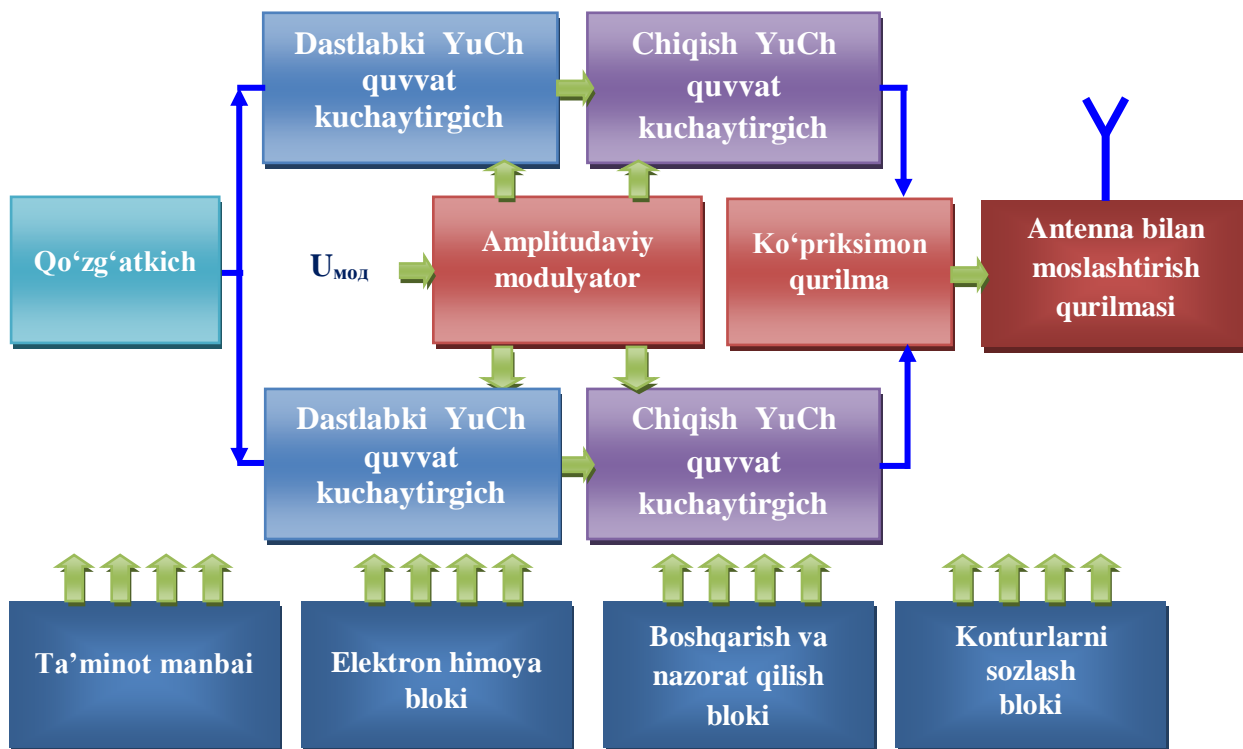 Dastlabki YuCh
quvvat
kuchaytirgich
Chiqish YuCh
quvvat
kuchaytirgich
Qo‘zg‘atkich
Uмод
Amplitudaviy
modulyator
Ko‘priksimon
qurilma
Antenna bilan
moslashtirish
qurilmasi
Dastlabki YuCh
quvvat
kuchaytirgich
Chiqish YuCh
quvvat
kuchaytirgich
Ta’minot manbai
Elektron himoya
bloki
Boshqarish va
nazorat qilish
bloki
Konturlarni
sozlash
bloki